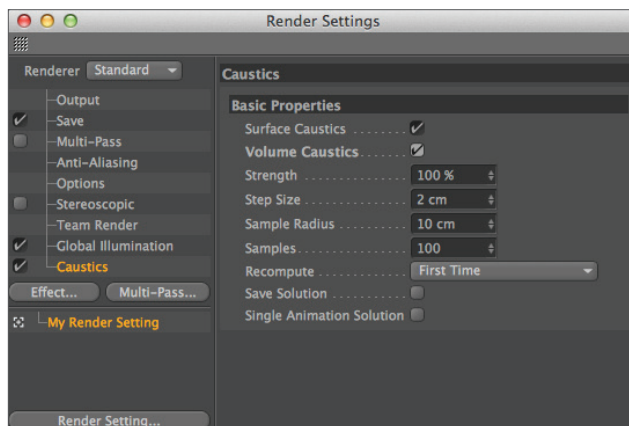 Render Settings
Renderer Standard
Output
Save
Multi-Pass
Anti-Aliasing
Options
Stereoscopic
Team Render
Global Illumination
Caustics
Effect... Multi-Pass...
My Render Setting
Render Setting...
Caustics
Basic Properties
Surface Caustics ........
Volume Caustics......
Strength ............... 100 %
Step Size ............... 2 cm
Sample Radius ......... 10 cm
Samples................. 100
Recompute ............. First Time
Save Solution ..........
Single Animation Solution